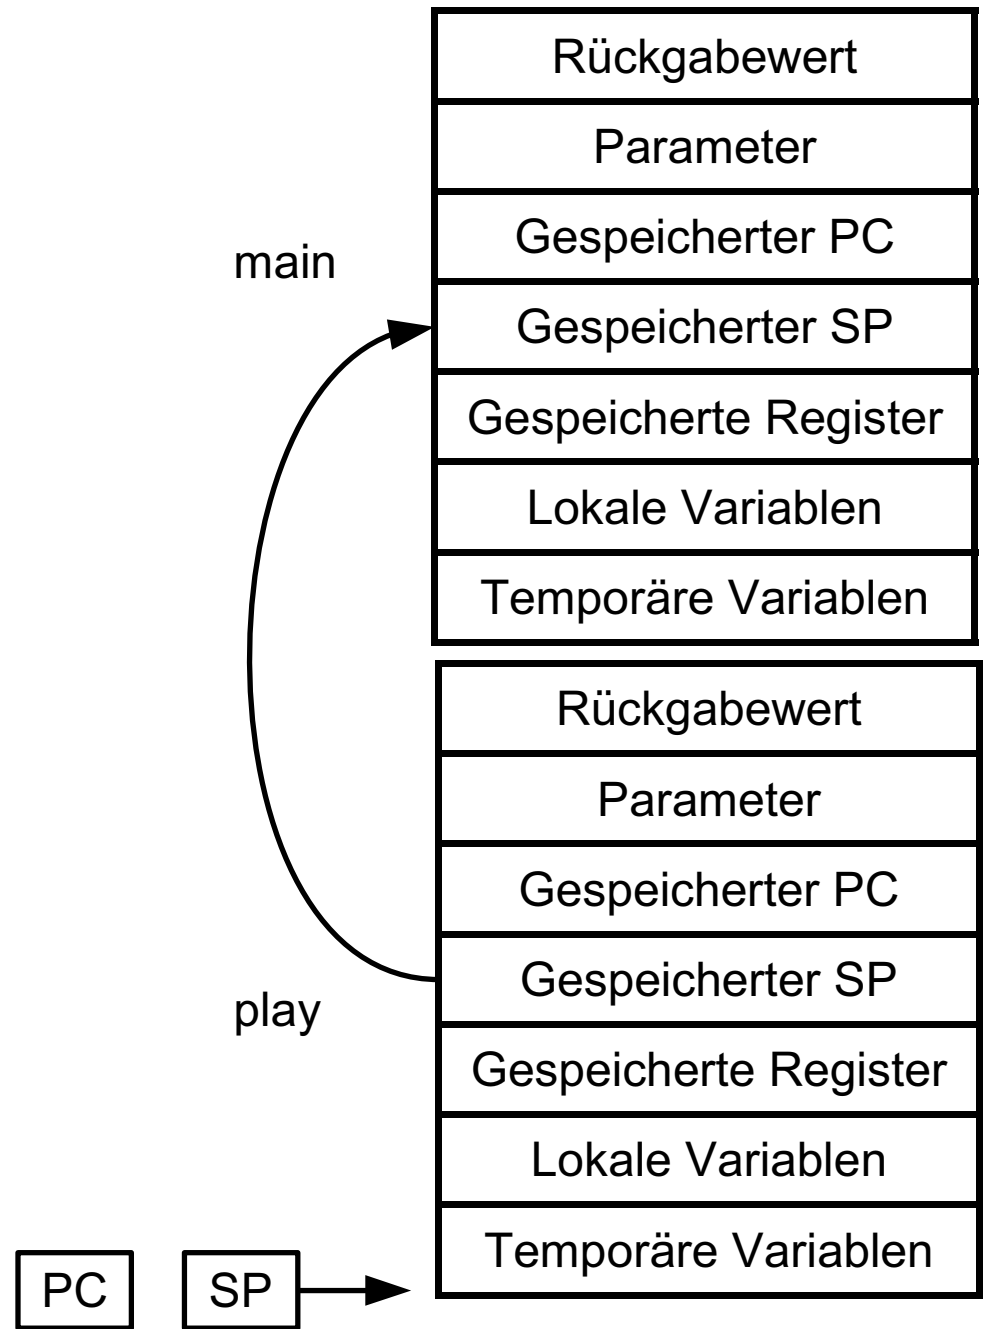 Rückgabewert
Parameter
Gespeicherter PC
main
Gespeicherter SP
Gespeicherte Register
Lokale Variablen
Temporäre Variablen
Rückgabewert
Parameter
Gespeicherter PC
Gespeicherter SP
play
Gespeicherte Register
Lokale Variablen
Temporäre Variablen
PC SP